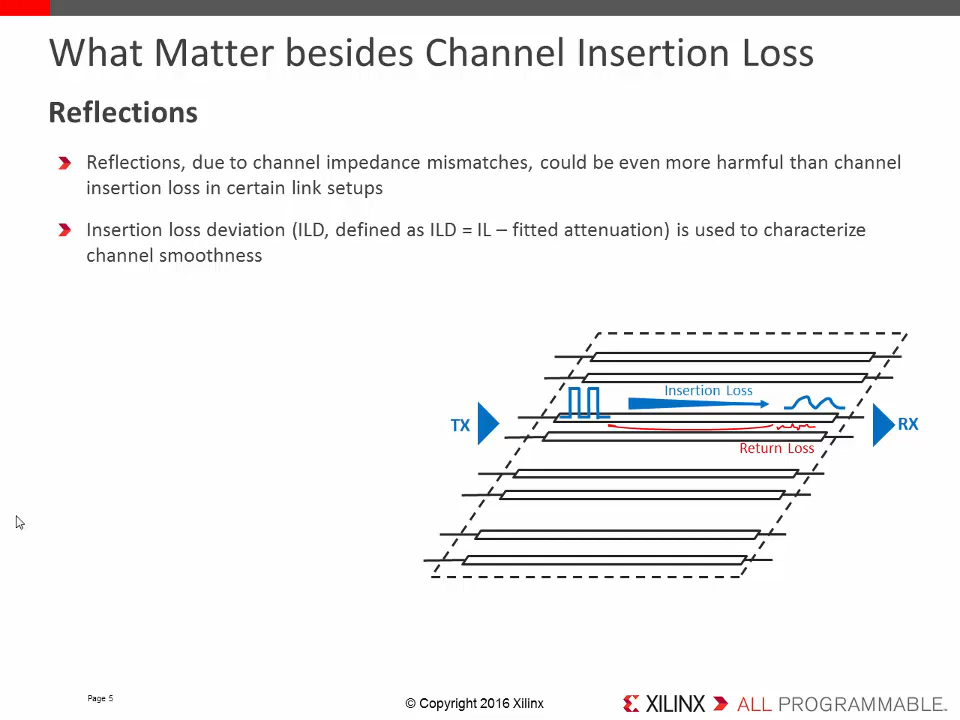 What Matter besides Channel Insertion Loss
Reflections
Reflections, due to channel impedance mismatches, could be even more harmful than channel
insertion loss in certain link setups
Insertion loss deviation (ILD, defined as ILD = IL – fitted attenuation) is used to characterize
channel smoothness
Insertion Loss
TX
RX
Return Loss
Page 5
© Copyright 2016 Xilinx
XILINX
ALL PROGRAMMABLE™